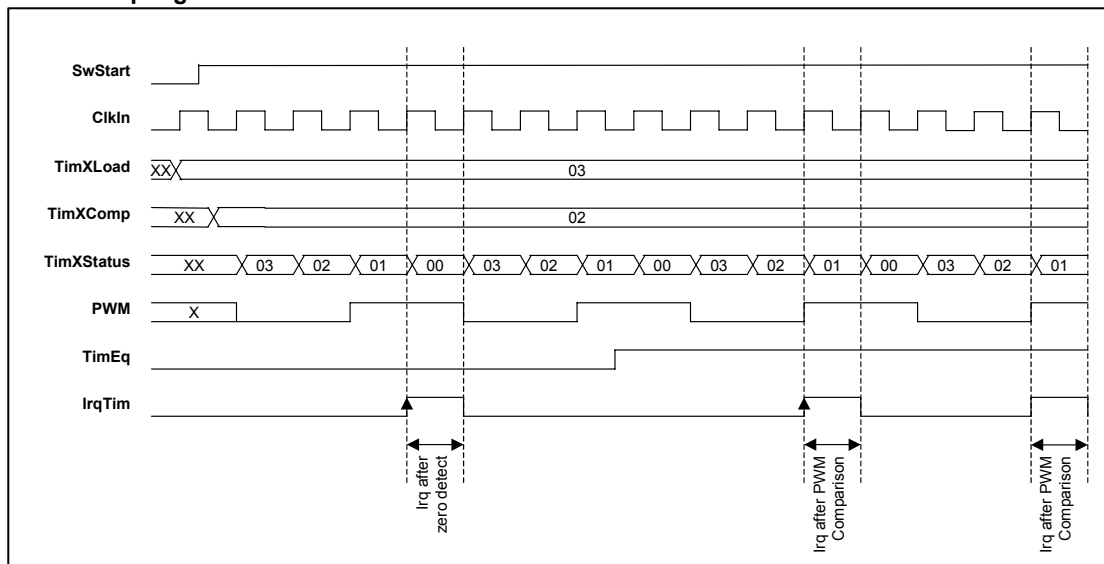 SwStart
ClkIn
TimXLoad XX 03
TimXComp XX 02
TimXStatus XX 03 02 01 00 03 02 01 00 03 02 01 00 03 02 01
PWM X
TimEq
IrqTim
Irq after
zero detect
Irq after PWM
Comparison
Irq after PWM
Comparison